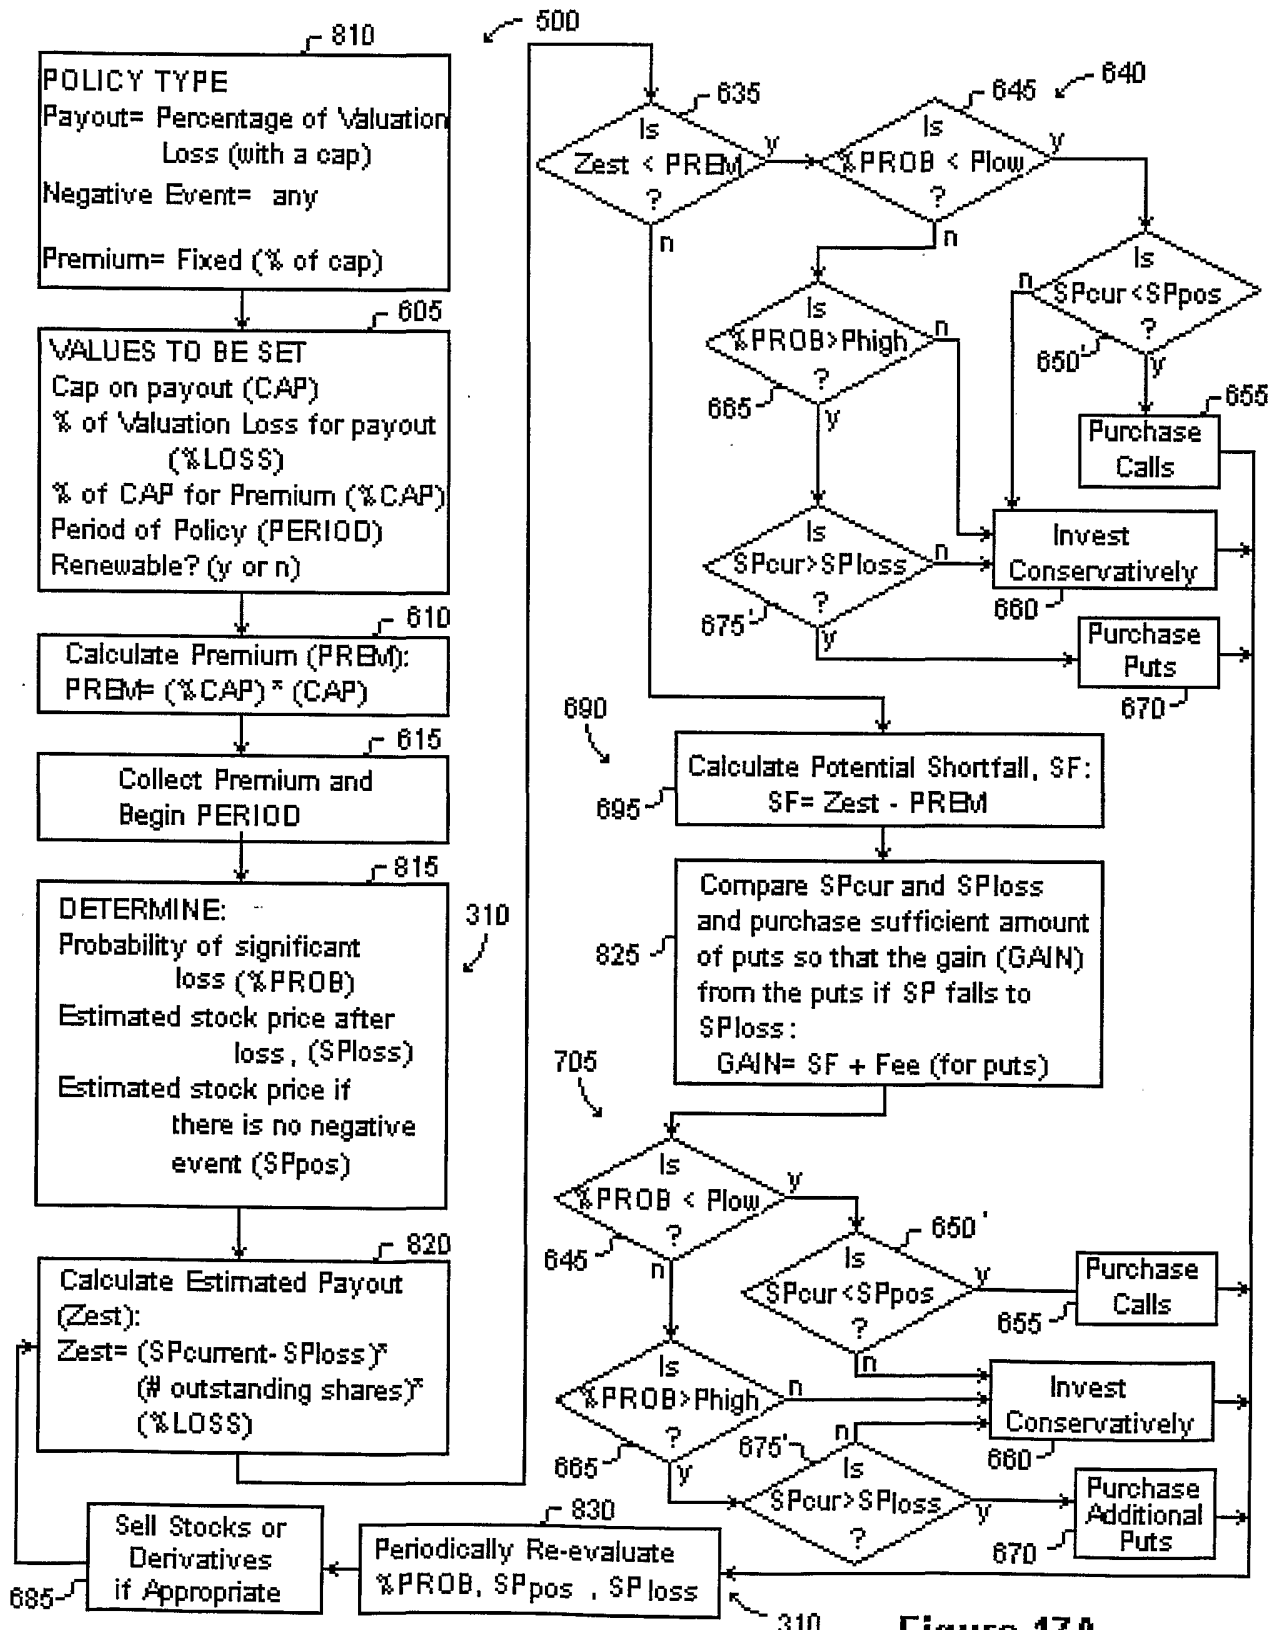 500
810
POLICY TYPE
Payout= Percentage of Valuation
Loss (with a cap)
Negative Event= any
Premium= Fixed (% of cap)
605
VALUES TO BE SET
Cap on payout (CAP)
% of Valuation Loss for payout
(%LOSS)
% of CAP for Premium (%CAP)
Period of Policy (PERIOD)
Renewable? (y or n)
610
Calculate Premium (PREM):
PREM= (%CAP) * (CAP)
615
Collect Premium and
Begin PERIOD
815
310
DETERMINE:
Probability of significant
loss (%PROB)
Estimated stock price after
loss, (SPloss)
Estimated stock price if
there is no negative
event (SPpos)
820
Calculate Estimated Payout
(Zest):
Zest= (SPcurrent- SPloss)*
(# outstanding shares)*
(%LOSS)
635
Is
Zest < PREM
?
y
n
645
640
Is
%PROB < Plow
?
y
n
Is
SPcur<SPpos
?
n
650'
y
655
Purchase
Calls
Is
%PROB>Phigh
?
n
665
y
Is
SPcur>SPloss
?
n
675'
y
Invest
Conservatively
660
Purchase
Puts
670
690
Calculate Potential Shortfall, SF:
SF= Zest - PREM
695
Compare SPcur and SPloss
and purchase sufficient amount
of puts so that the gain (GAIN)
from the puts if SP falls to
SPloss:
GAIN= SF + Fee (for puts)
825
705
Is
%PROB < Plow
?
y
645
n
650'
Is
SPcur<SPpos
?
y
n
Purchase
Calls
655
Is
%PROB>Phigh
?
n
665
y
Invest
Conservatively
660
675'
n
Is
SPcur>SPloss
?
y
Purchase
Additional
Puts
670
830
Periodically Re-evaluate
%PROB, SPpos , SPloss
310
Sell Stocks or
Derivatives
if Appropriate
685
Figure 17A